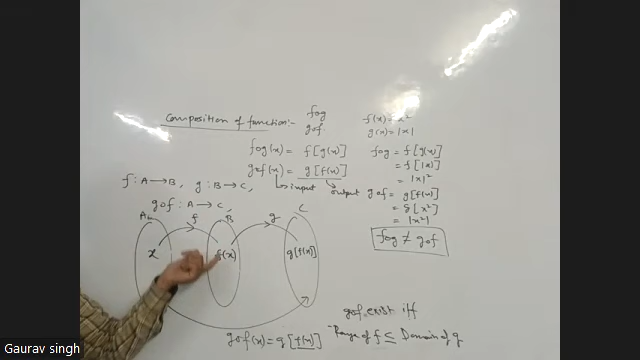 Composition of function:-
fog
gof
fog(x) = f[g(x)]
gof(x) = g[f(x)]
input
output
f: A → B, g: B → C,
gof: A → C,
f(x) = x²
g(x) = |x|
fog = f[g(x)]
= f[|x|]
= |x|²
gof = g[f(x)]
= g[x²]
= |x²|
fog ≠ gof
A
f
B
g
C
x
f(x)
g[f(x)]
gof(x) = g[f(x)]
gof exist iff
Range of f ⊆ Domain of g
Gaurav singh